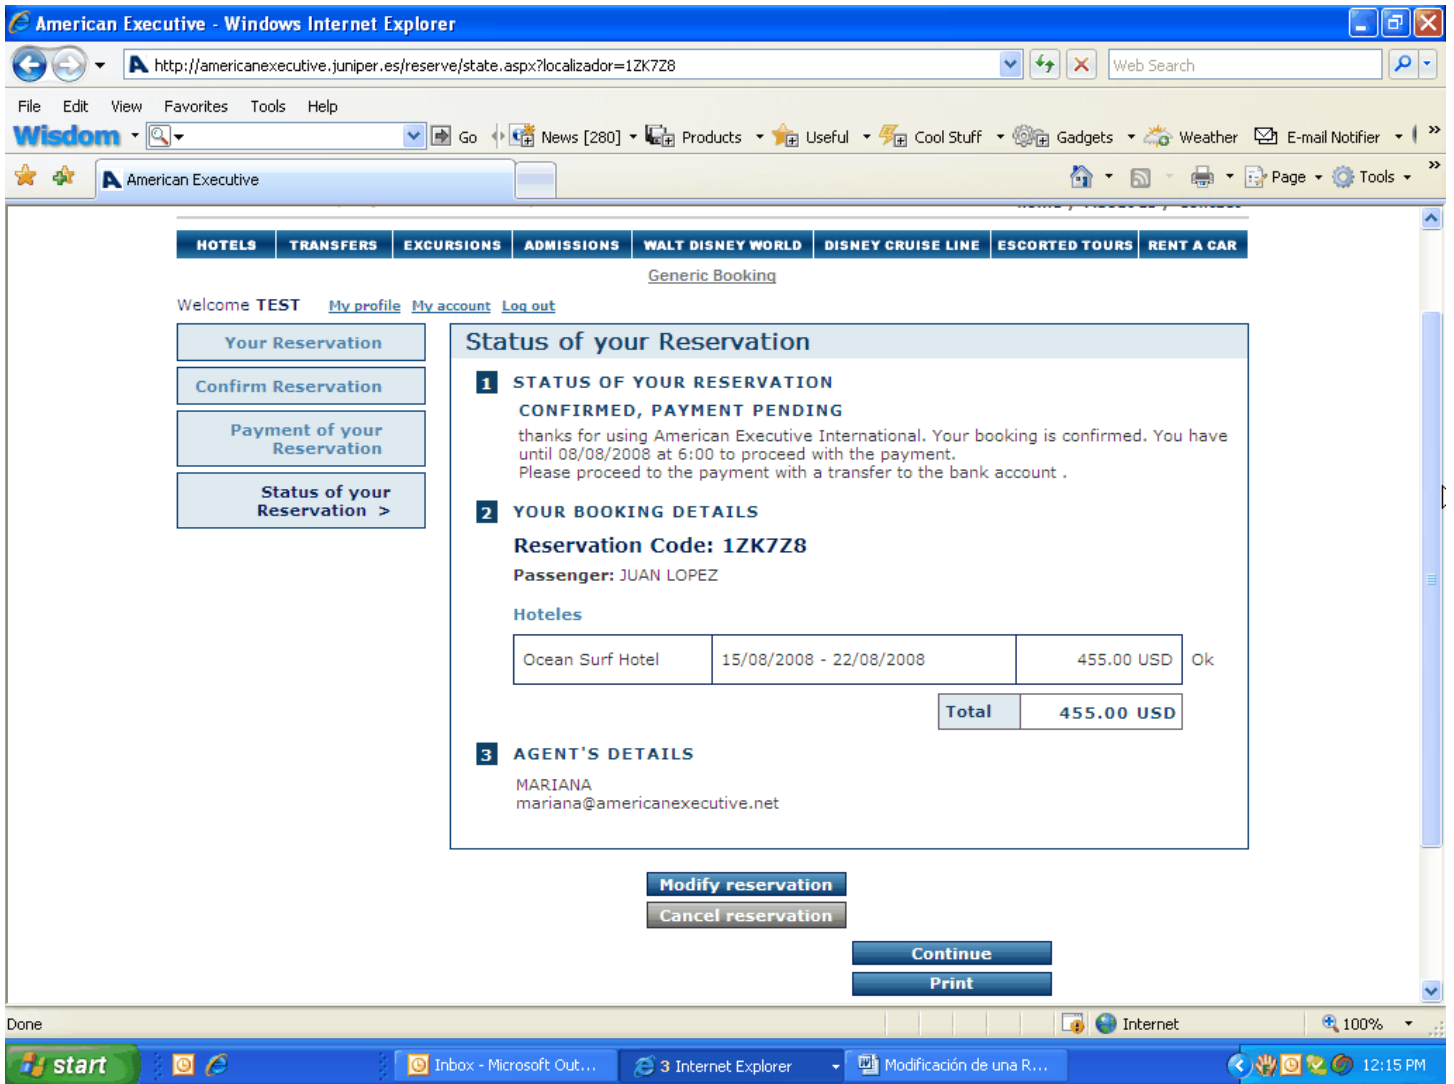 American Executive - Windows Internet Explorer
http://americanexecutive.juniper.es/reserve/state.aspx?localizador=1ZK7Z8
Web Search
File Edit View Favorites Tools Help
Wisdom Go News [280] Products Useful Cool Stuff Gadgets Weather E-mail Notifier
American Executive
Page Tools
HOTELS TRANSFERS EXCURSIONS ADMISSIONS WALT DISNEY WORLD DISNEY CRUISE LINE ESCORTED TOURS RENT A CAR
Generic Booking
Welcome TEST My profile My account Log out
Your Reservation
Confirm Reservation
Payment of your
Reservation
Status of your
Reservation >
Status of your Reservation
1 STATUS OF YOUR RESERVATION
CONFIRMED, PAYMENT PENDING
thanks for using American Executive International. Your booking is confirmed. You have
until 08/08/2008 at 6:00 to proceed with the payment.
Please proceed to the payment with a transfer to the bank account .
2 YOUR BOOKING DETAILS
Reservation Code: 1ZK7Z8
Passenger: JUAN LOPEZ
Hoteles
Ocean Surf Hotel 15/08/2008 - 22/08/2008 455.00 USD Ok
Total 455.00 USD
3 AGENT'S DETAILS
MARIANA
mariana@americanexecutive.net
Modify reservation
Cancel reservation
Continue
Print
Done Internet 100%
start Inbox - Microsoft Out... 3 Internet Explorer Modificación de una R... 12:15 PM